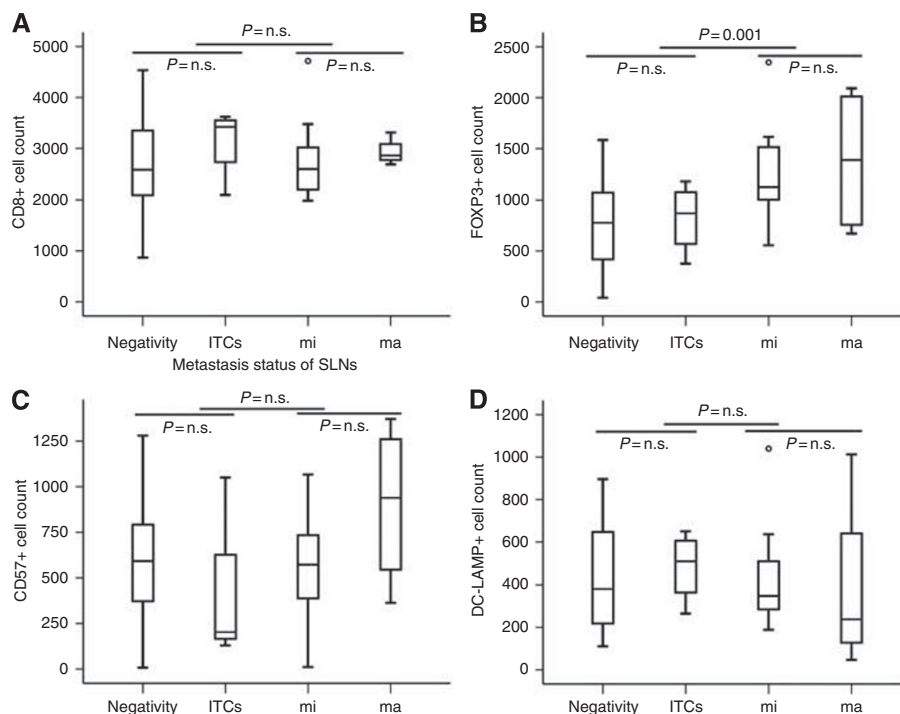 A
P = n.s.
P = n.s.
P = n.s.
CD8+ cell count
5000
4000
3000
2000
1000
0
Negativity ITCs mi ma
Metastasis status of SLNs
B
P = 0.001
P = n.s.
P = n.s.
FOXP3+ cell count
2500
2000
1500
1000
500
0
Negativity ITCs mi ma
C
P = n.s.
P = n.s.
P = n.s.
CD57+ cell count
1250
1000
750
500
250
0
Negativity ITCs mi ma
D
P = n.s.
P = n.s.
P = n.s.
DC-LAMP+ cell count
1200
1000
800
600
400
200
0
Negativity ITCs mi ma